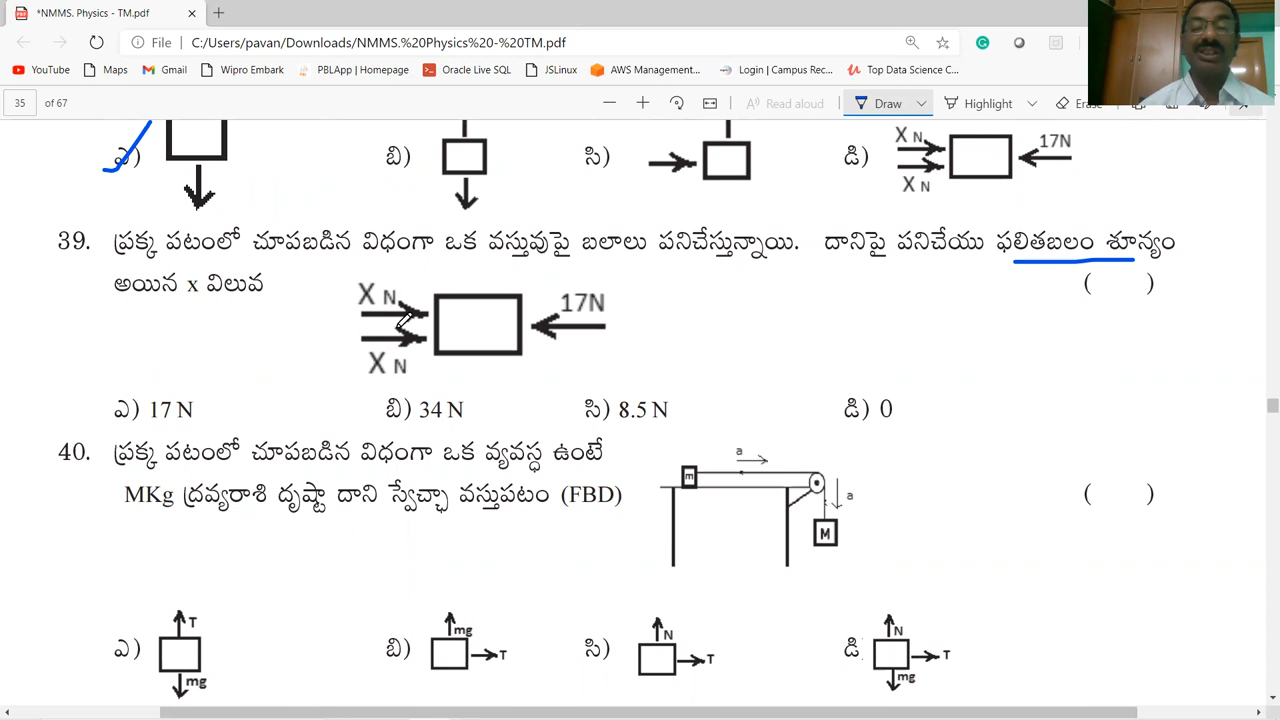 *NMMS. Physics - TM.pdf
File
C:/Users/pavan/Downloads/NMMS.%20Physics%20-%20TM.pdf
YouTube Maps Gmail Wipro Embark PBLApp | Homepage Oracle Live SQL JSLinux AWS Management... Login | Campus Rec... Top Data Science C...
35 of 67 Read aloud Draw Highlight Erase
ఎ) బి) సి) డి) X N 17N
X N
39. ప్రక్క పటంలో చూపబడిన విధంగా ఒక వస్తువుపై బలాలు పనిచేస్తున్నాయి. దానిపై పనిచేయు ఫలితబలం శూన్యం
అయిన x విలువ ( )
X N 17N
X N
ఎ) 17 N బి) 34 N సి) 8.5 N డి) 0
40. ప్రక్క పటంలో చూపబడిన విధంగా ఒక వ్యవస్థ ఉంటే
MKg ద్రవ్యరాశి దృష్టా దాని స్వేచ్ఛా వస్తుపటం (FBD) ( )
a
m
a
M
ఎ) T mg
బి) mg T
సి) N T
డి) N T mg